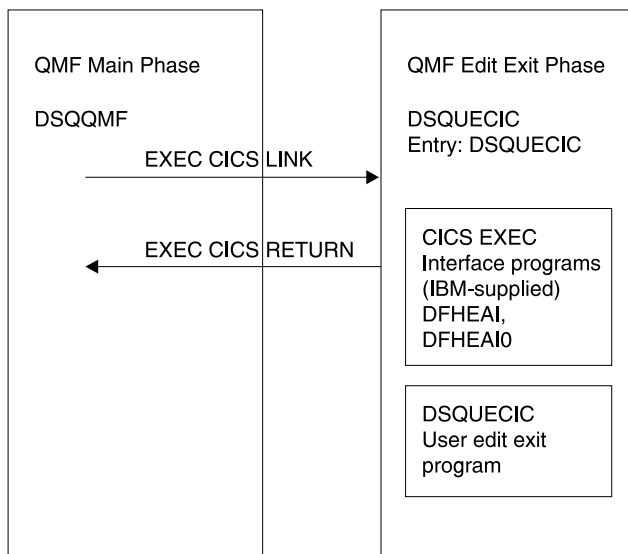 QMF Main Phase
DSQQMF
QMF Edit Exit Phase
DSQUECIC
Entry: DSQUECIC
EXEC CICS LINK
EXEC CICS RETURN
CICS EXEC
Interface programs
(IBM-supplied)
DFHEAI,
DFHEAI0
DSQUECIC
User edit exit
program